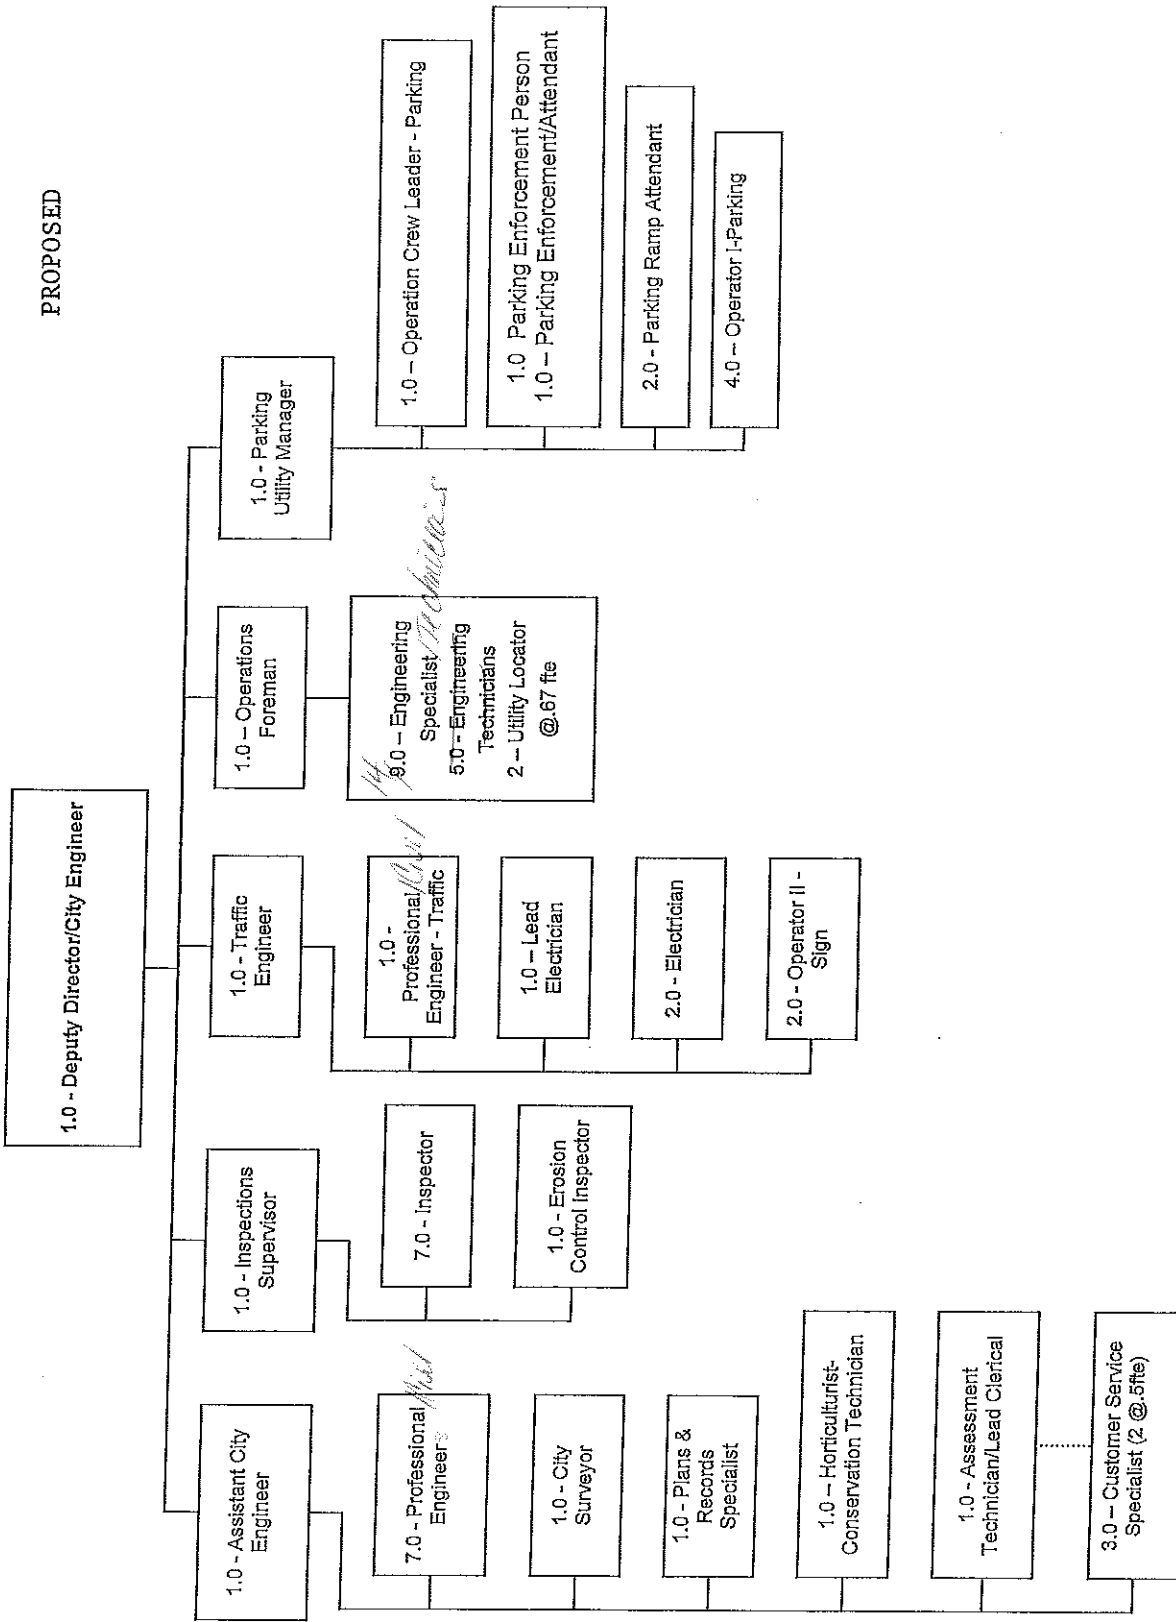 PROPOSED
1.0 - Deputy Director/City Engineer
1.0 - Assistant City
Engineer
7.0 - Professional/Civil
Engineers
1.0 - City
Surveyor
1.0 - Plans &
Records
Specialist
1.0 – Horticulturist-
Conservation Technician
1.0 - Assessment
Technician/Lead Clerical
3.0 – Customer Service
Specialist (2 @.5fte)
1.0 - Inspections
Supervisor
7.0 - Inspector
1.0 - Erosion
Control Inspector
1.0 - Traffic
Engineer
1.0 -
Professional/Civil
Engineer - Traffic
1.0 – Lead
Electrician
2.0 - Electrician
2.0 - Operator II -
Sign
1.0 - Operations
Foreman
14
9.0 – Engineering
Specialist/Technicians
5.0 - Engineering
Technicians
2 – Utility Locator
@.67 fte
1.0 - Parking
Utility Manager
1.0 – Operation Crew Leader - Parking
1.0 Parking Enforcement Person
1.0 – Parking Enforcement/Attendant
2.0 - Parking Ramp Attendant
4.0 – Operator I-Parking